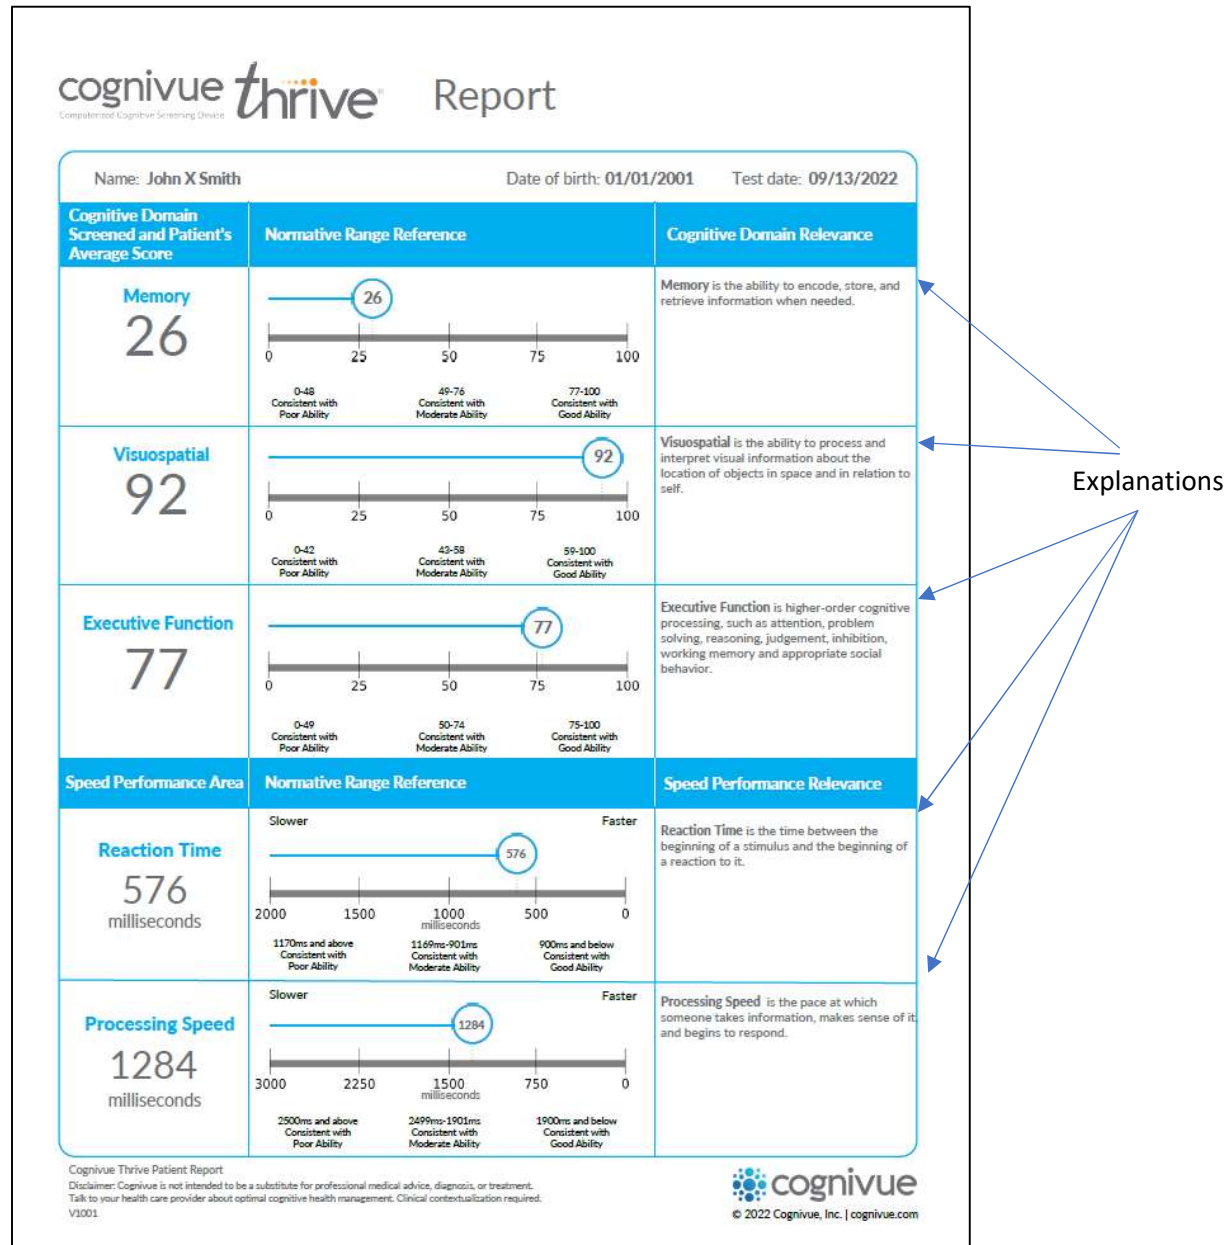 cognivue thrive® Report
Computerized Cognitive Screening Device
Name: John X Smith Date of birth: 01/01/2001 Test date: 09/13/2022
Cognitive Domain
Screened and Patient's
Average Score
Normative Range Reference
Cognitive Domain Relevance
Memory
26
26
0 25 50 75 100
0-48
Consistent with
Poor Ability
49-76
Consistent with
Moderate Ability
77-100
Consistent with
Good Ability
Memory is the ability to encode, store, and
retrieve information when needed.
Visuospatial
92
92
0 25 50 75 100
0-42
Consistent with
Poor Ability
43-58
Consistent with
Moderate Ability
59-100
Consistent with
Good Ability
Visuospatial is the ability to process and
interpret visual information about the
location of objects in space and in relation to
self.
Explanations
Executive Function
77
77
0 25 50 75 100
0-49
Consistent with
Poor Ability
50-74
Consistent with
Moderate Ability
75-100
Consistent with
Good Ability
Executive Function is higher-order cognitive
processing, such as attention, problem
solving, reasoning, judgement, inhibition,
working memory and appropriate social
behavior.
Speed Performance Area
Normative Range Reference
Speed Performance Relevance
Reaction Time
576
milliseconds
Slower Faster
576
2000 1500 1000 500 0
milliseconds
1170ms and above
Consistent with
Poor Ability
1169ms-901ms
Consistent with
Moderate Ability
900ms and below
Consistent with
Good Ability
Reaction Time is the time between the
beginning of a stimulus and the beginning of
a reaction to it.
Processing Speed
1284
milliseconds
Slower Faster
1284
3000 2250 1500 750 0
milliseconds
2500ms and above
Consistent with
Poor Ability
2499ms-1901ms
Consistent with
Moderate Ability
1900ms and below
Consistent with
Good Ability
Processing Speed is the pace at which
someone takes information, makes sense of it,
and begins to respond.
Cognivue Thrive Patient Report
Disclaimer: Cognivue is not intended to be a substitute for professional medical advice, diagnosis, or treatment.
Talk to your health care provider about optimal cognitive health management. Clinical contextualization required.
V1001
cognivue
© 2022 Cognivue, Inc. | cognivue.com